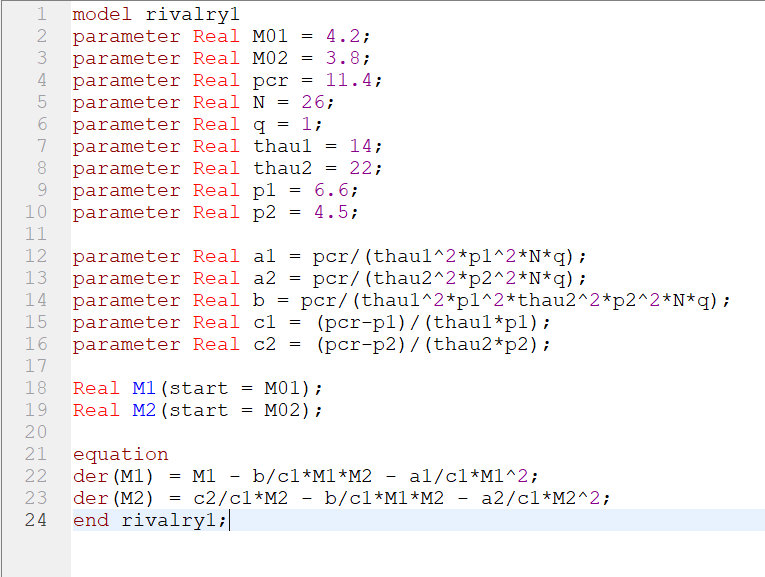 1 model rivalry1
2 parameter Real M01 = 4.2;
3 parameter Real M02 = 3.8;
4 parameter Real pcr = 11.4;
5 parameter Real N = 26;
6 parameter Real q = 1;
7 parameter Real thau1 = 14;
8 parameter Real thau2 = 22;
9 parameter Real p1 = 6.6;
10 parameter Real p2 = 4.5;
11
12 parameter Real a1 = pcr/(thau1^2*p1^2*N*q);
13 parameter Real a2 = pcr/(thau2^2*p2^2*N*q);
14 parameter Real b = pcr/(thau1^2*p1^2*thau2^2*p2^2*N*q);
15 parameter Real c1 = (pcr-p1)/(thau1*p1);
16 parameter Real c2 = (pcr-p2)/(thau2*p2);
17
18 Real M1(start = M01);
19 Real M2(start = M02);
20
21 equation
22 der(M1) = M1 - b/c1*M1*M2 - a1/c1*M1^2;
23 der(M2) = c2/c1*M2 - b/c1*M1*M2 - a2/c1*M2^2;
24 end rivalry1;